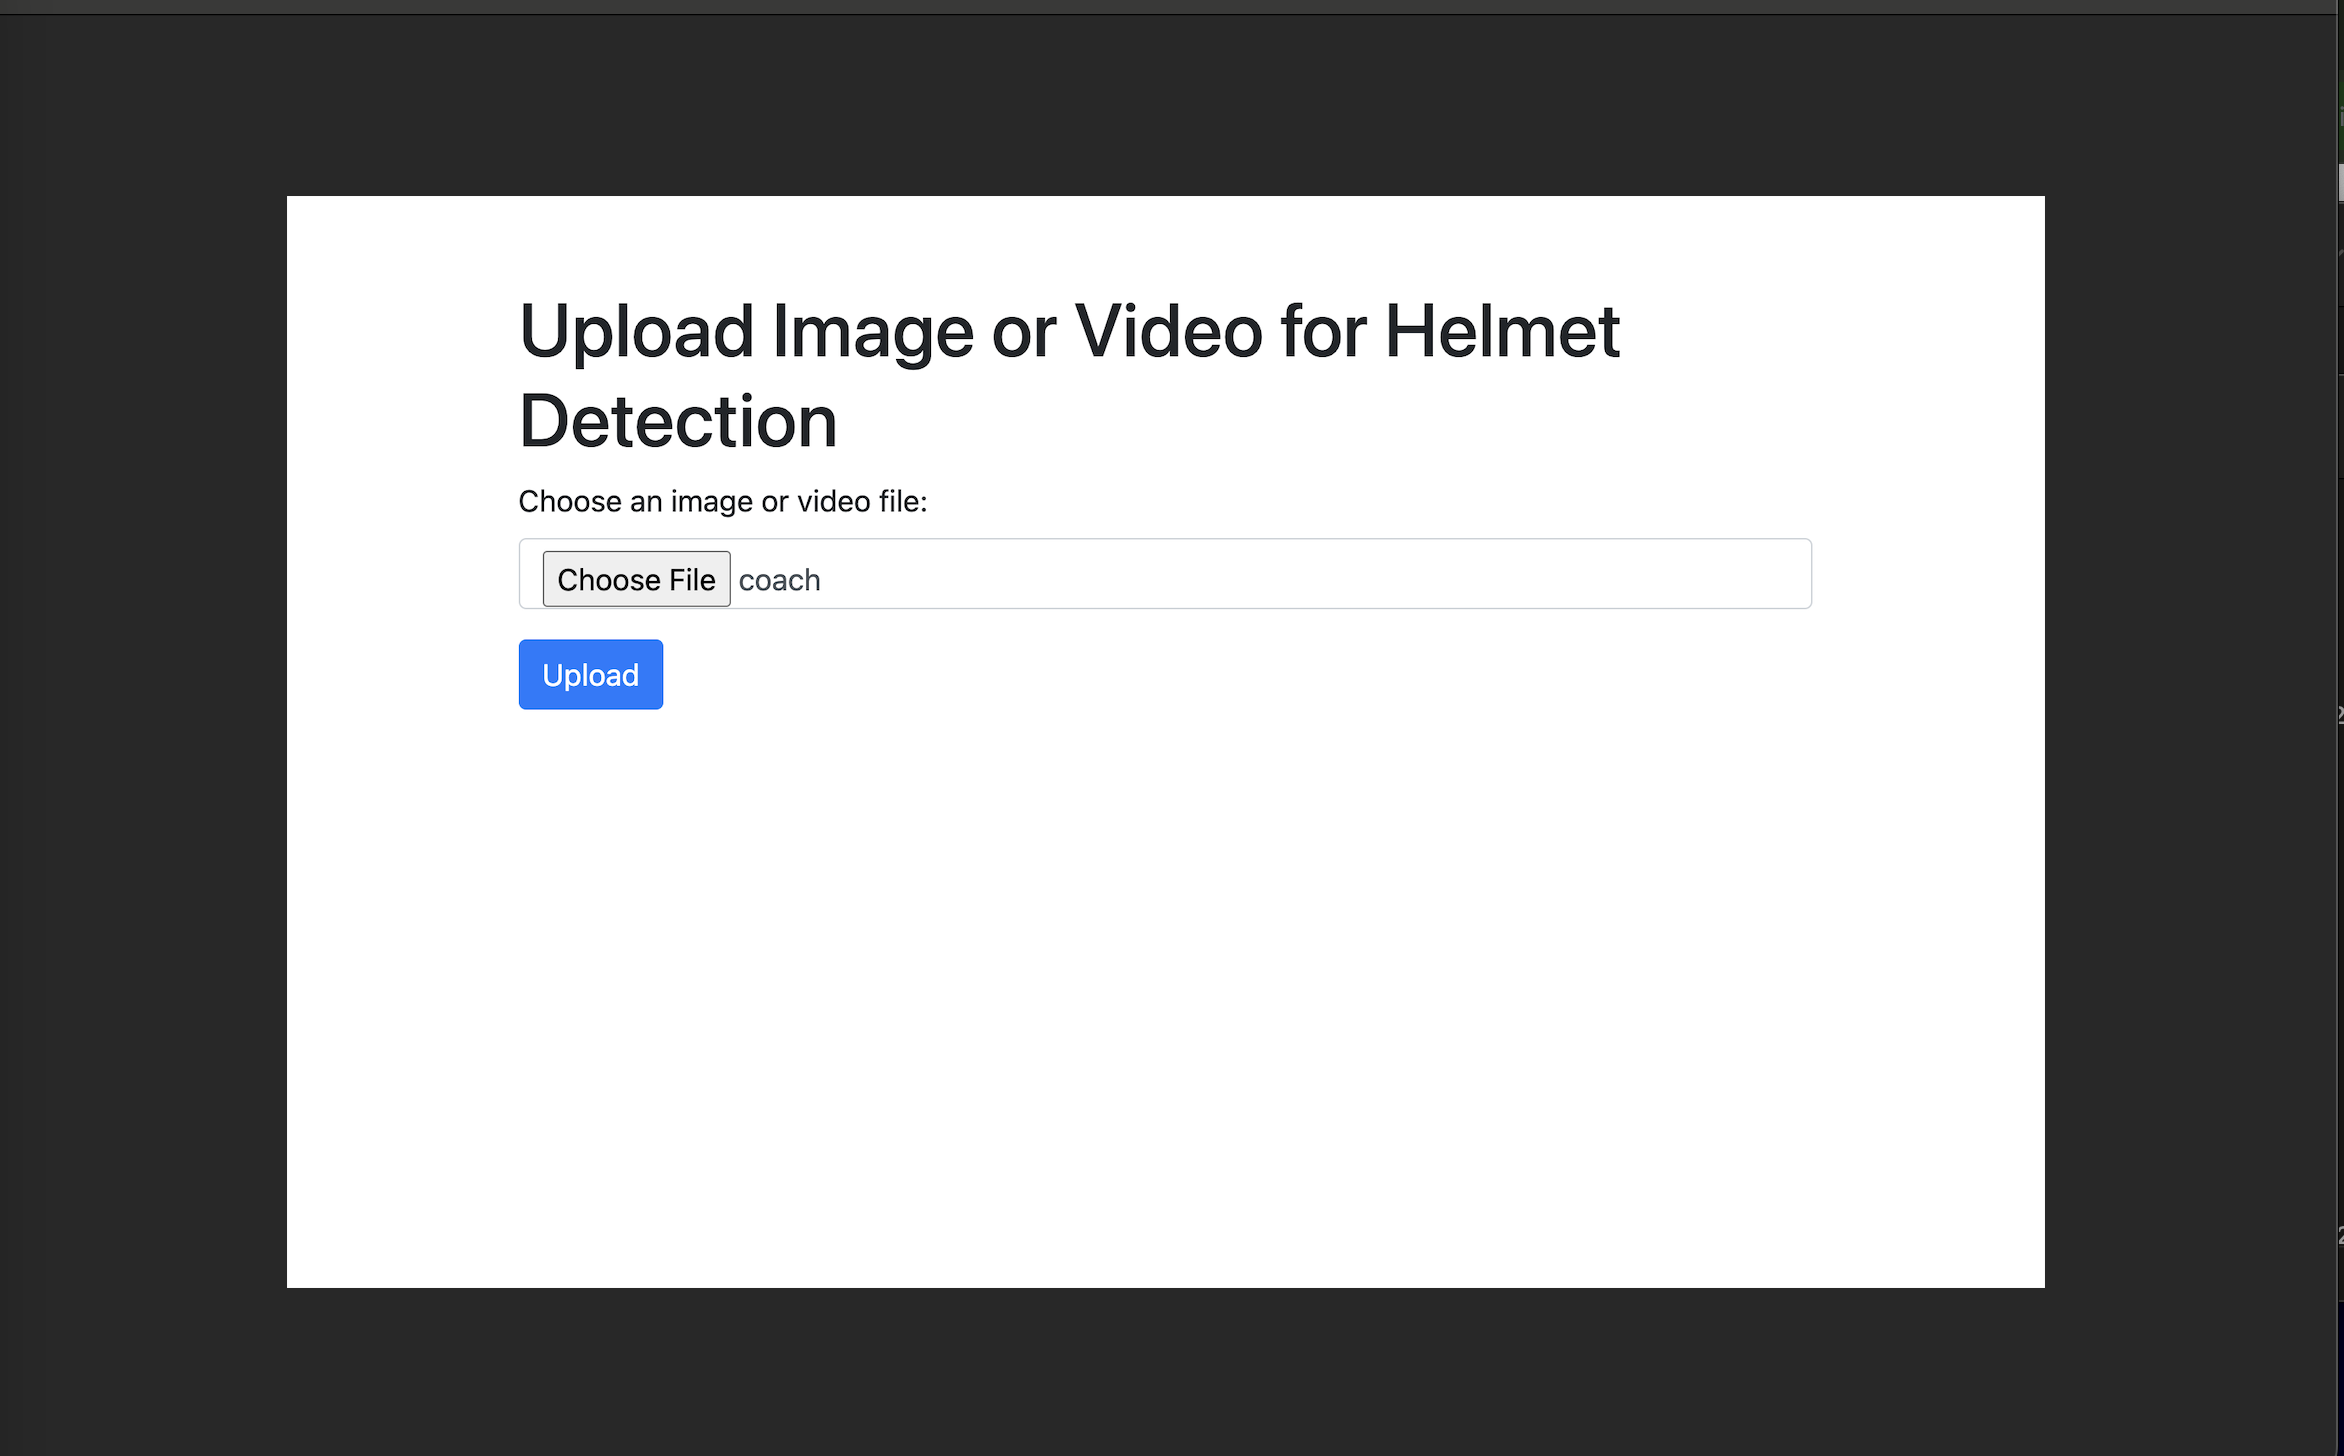 Upload Image or Video for Helmet
Detection
Choose an image or video file:
Choose File coach
Upload